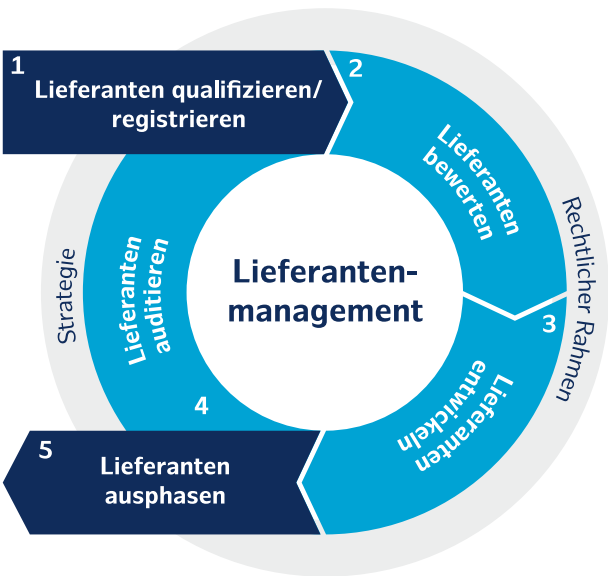 1
Lieferanten qualifizieren/
registrieren
2
Lieferanten
bewerten
Rechtlicher Rahmen
3
Lieferanten
entwickeln
Lieferanten-
management
Strategie
Lieferanten
auditieren
4
5
Lieferanten
ausphasen